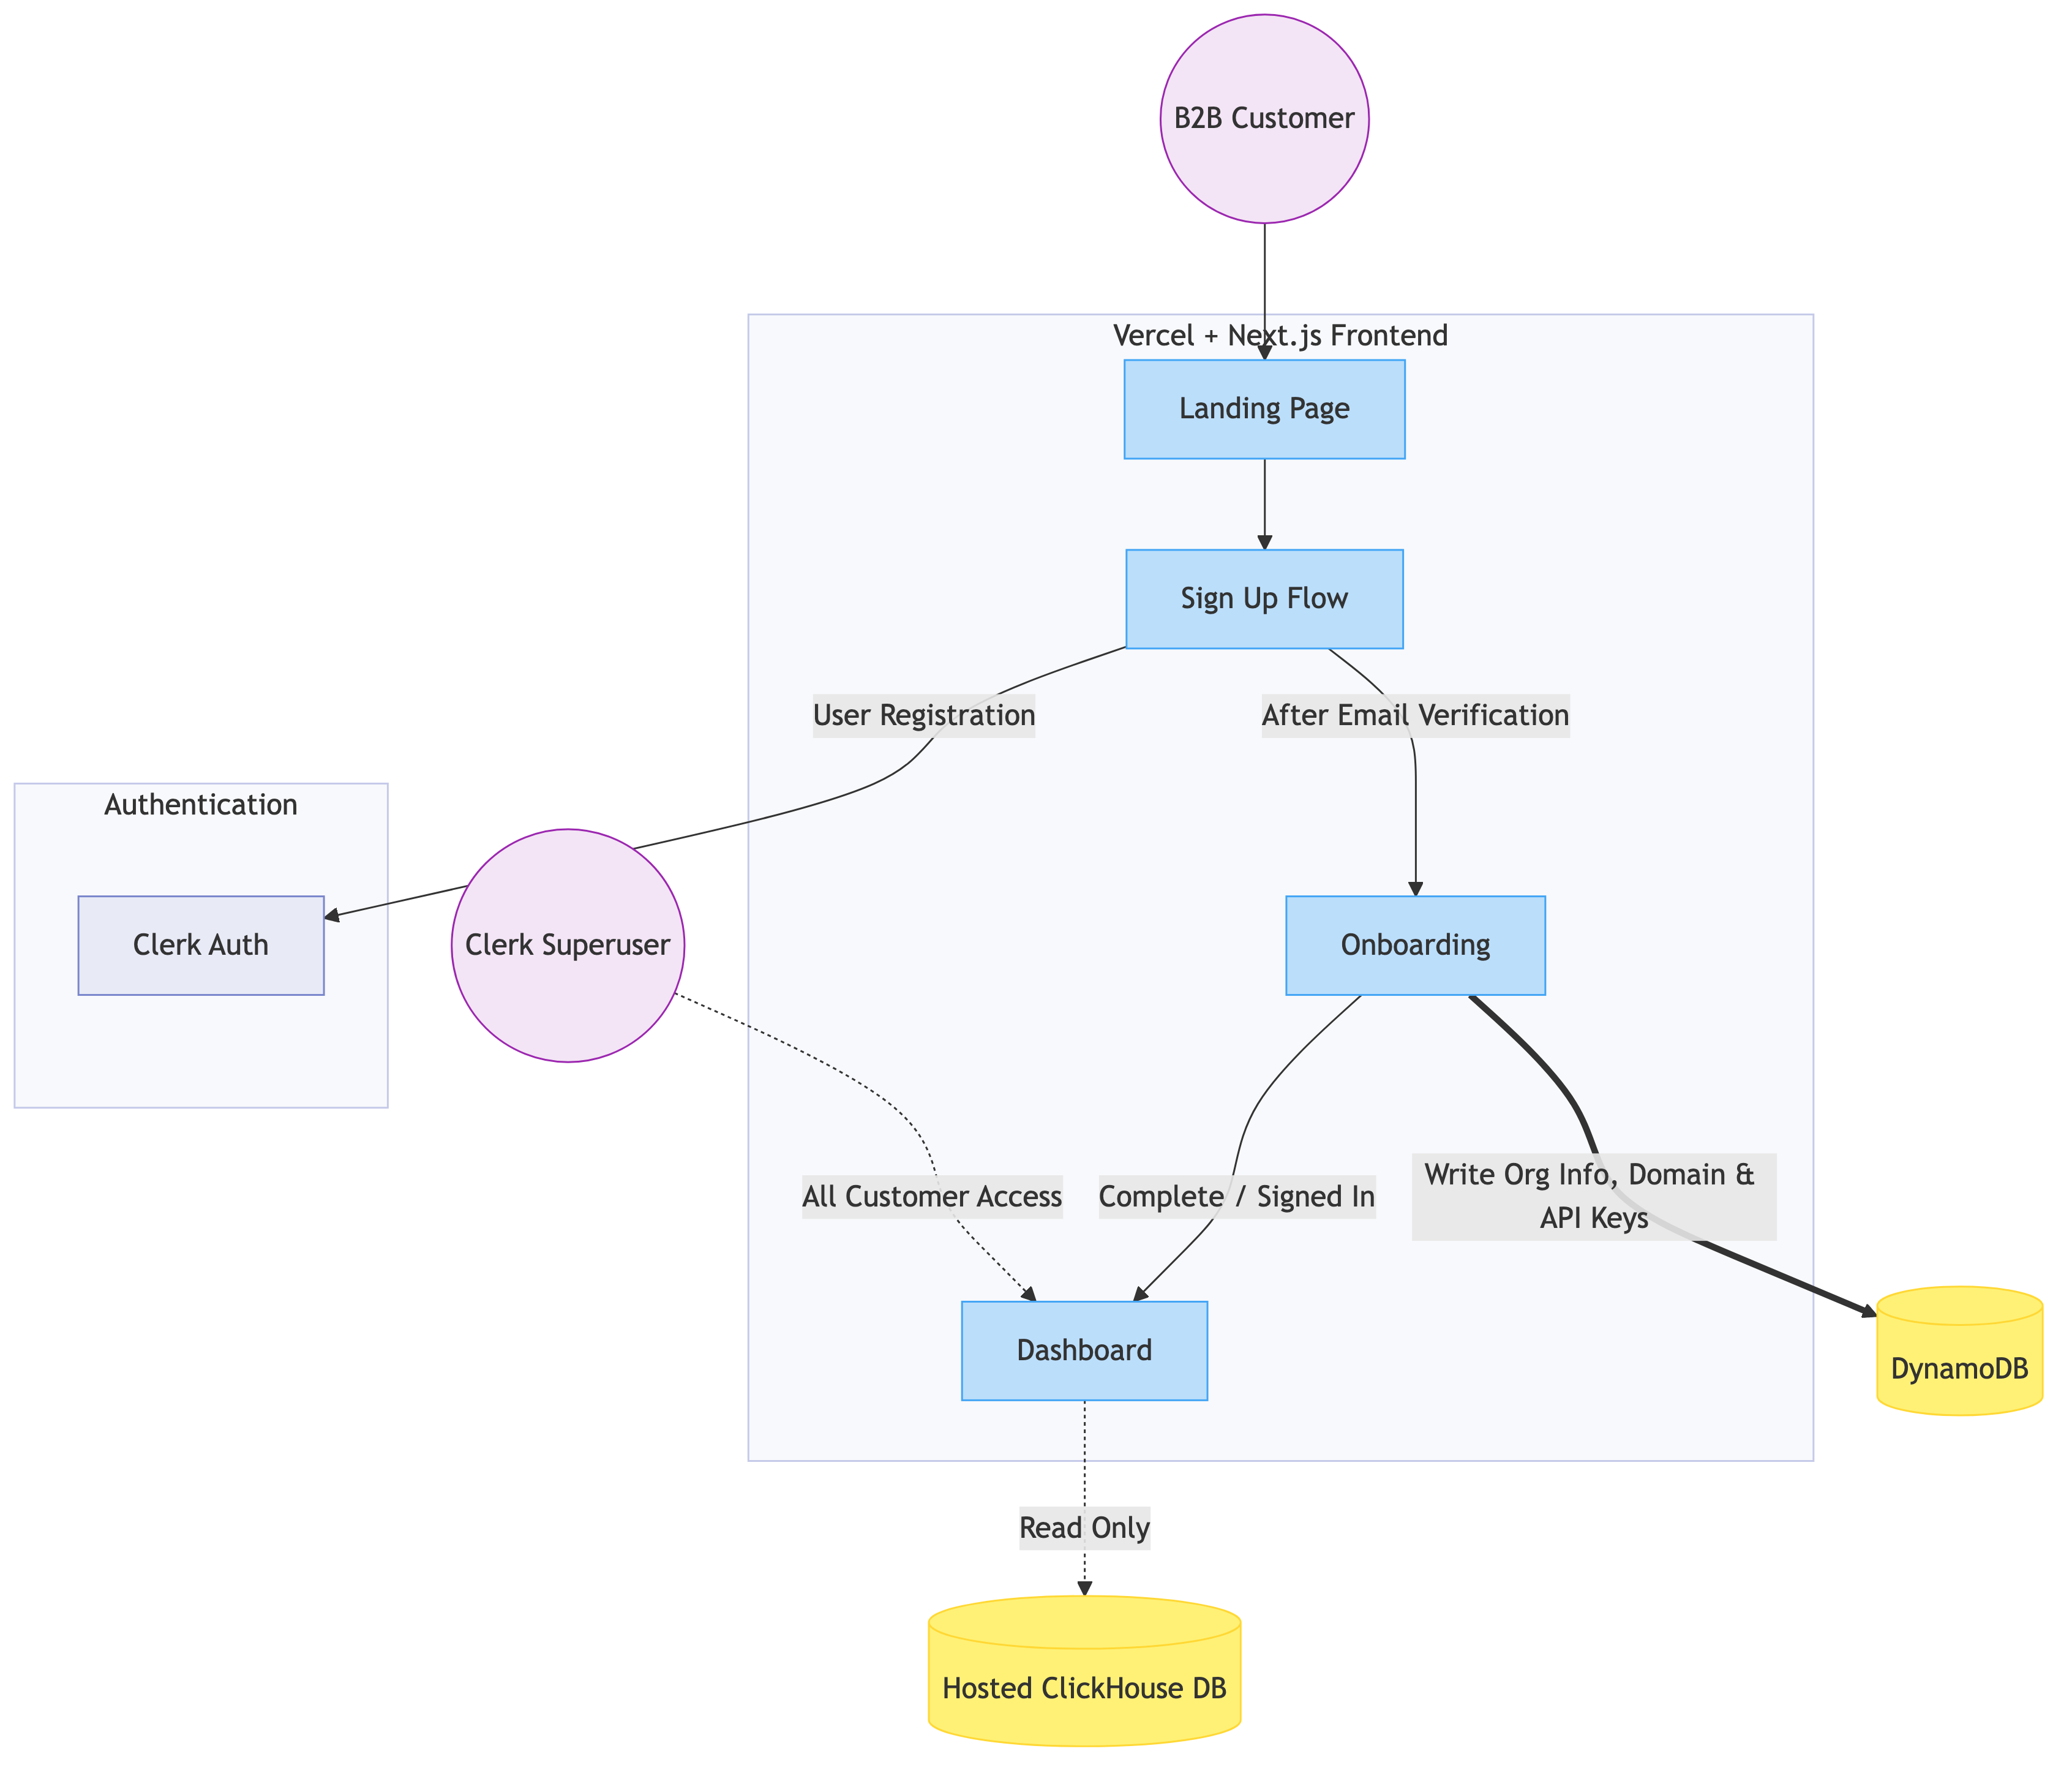 B2B Customer
Vercel + Next.js Frontend
Landing Page
Sign Up Flow
User Registration
After Email Verification
Authentication
Clerk Auth
Clerk Superuser
Onboarding
All Customer Access
Complete / Signed In
Write Org Info, Domain &
API Keys
Dashboard
DynamoDB
Read Only
Hosted ClickHouse DB